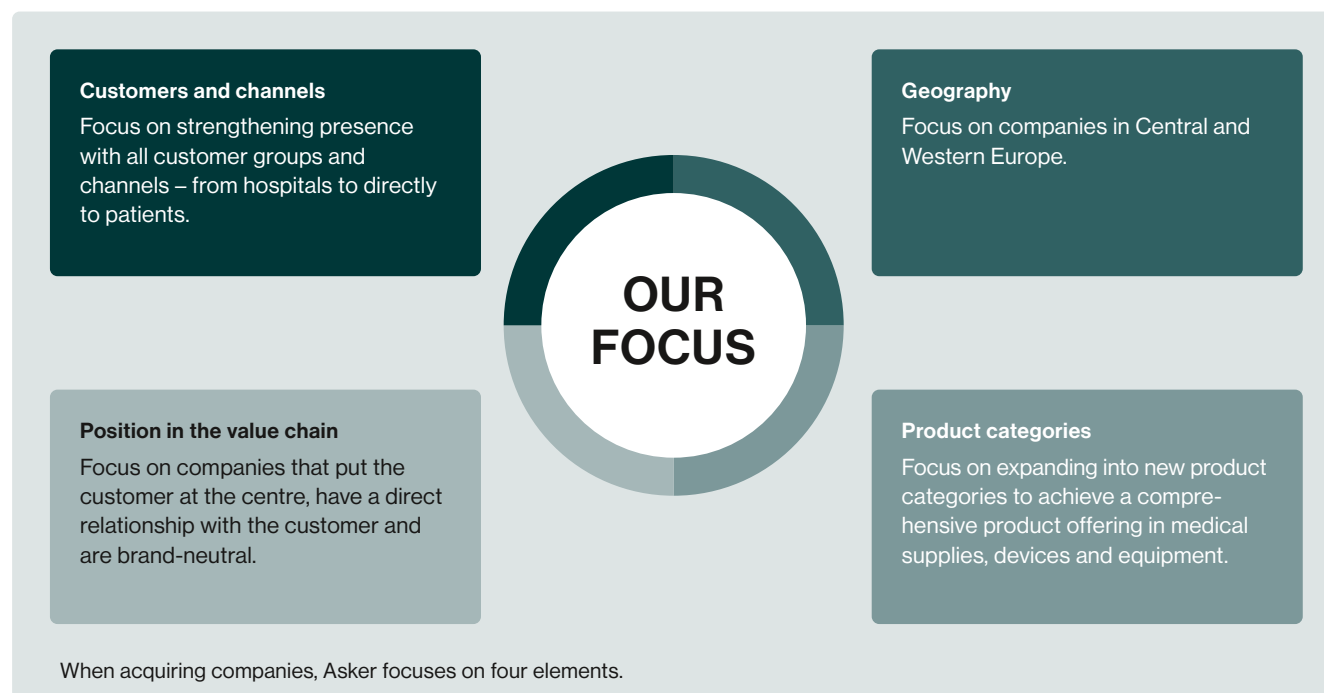 Customers and channels
Focus on strengthening presence
with all customer groups and
channels – from hospitals to directly
to patients.
Geography
Focus on companies in Central and
Western Europe.
OUR
FOCUS
Position in the value chain
Focus on companies that put the
customer at the centre, have a direct
relationship with the customer and
are brand-neutral.
Product categories
Focus on expanding into new product
categories to achieve a compre-
hensive product offering in medical
supplies, devices and equipment.
When acquiring companies, Asker focuses on four elements.